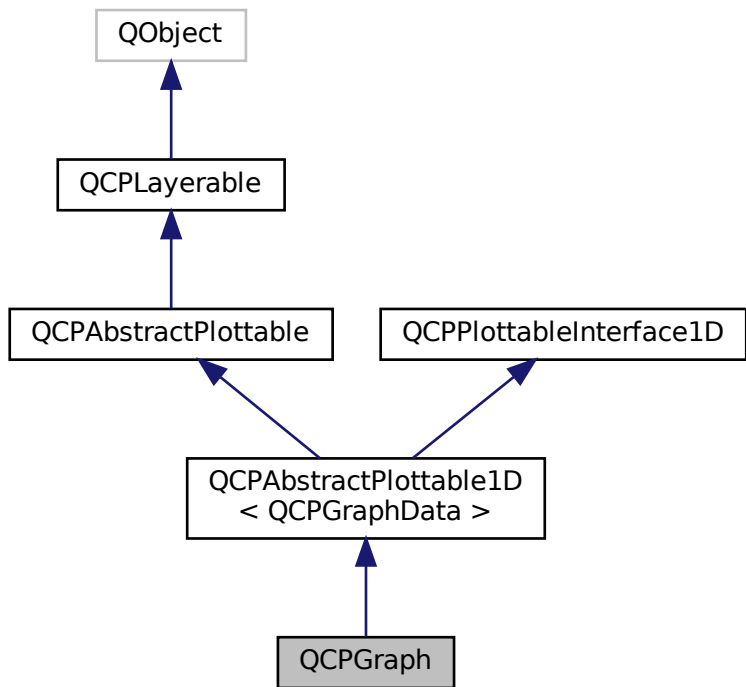 QObject
QCPLayerable
QCPAbstractPlottable
QCPPlottableInterface1D
QCPAbstractPlottable1D
< QCPGraphData >
QCPGraph